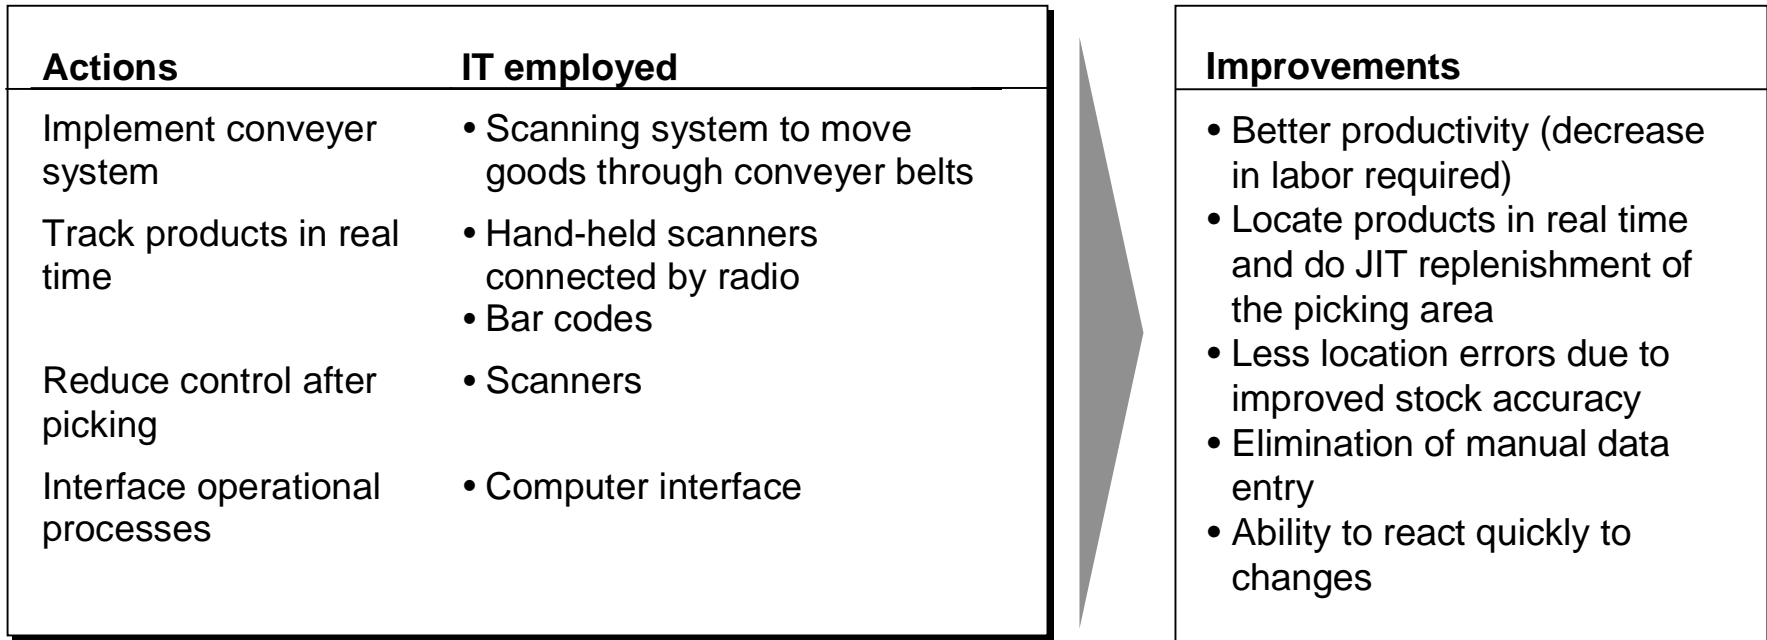 Actions IT employed
Implement conveyer
system
• Scanning system to move
goods through conveyer belts
Track products in real
time
• Hand-held scanners
connected by radio
• Bar codes
Reduce control after
picking
• Scanners
Interface operational
processes
• Computer interface
Improvements
• Better productivity (decrease
in labor required)
• Locate products in real time
and do JIT replenishment of
the picking area
• Less location errors due to
improved stock accuracy
• Elimination of manual data
entry
• Ability to react quickly to
changes